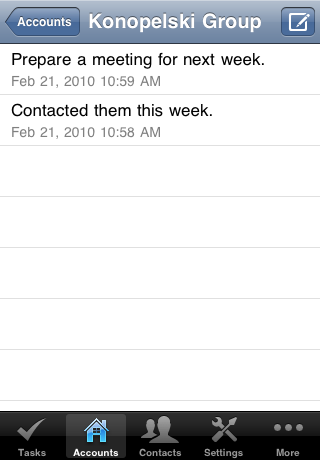 Accounts
Konopelski Group
Prepare a meeting for next week.
Feb 21, 2010 10:59 AM
Contacted them this week.
Feb 21, 2010 10:58 AM
Tasks
Accounts
Contacts
Settings
More